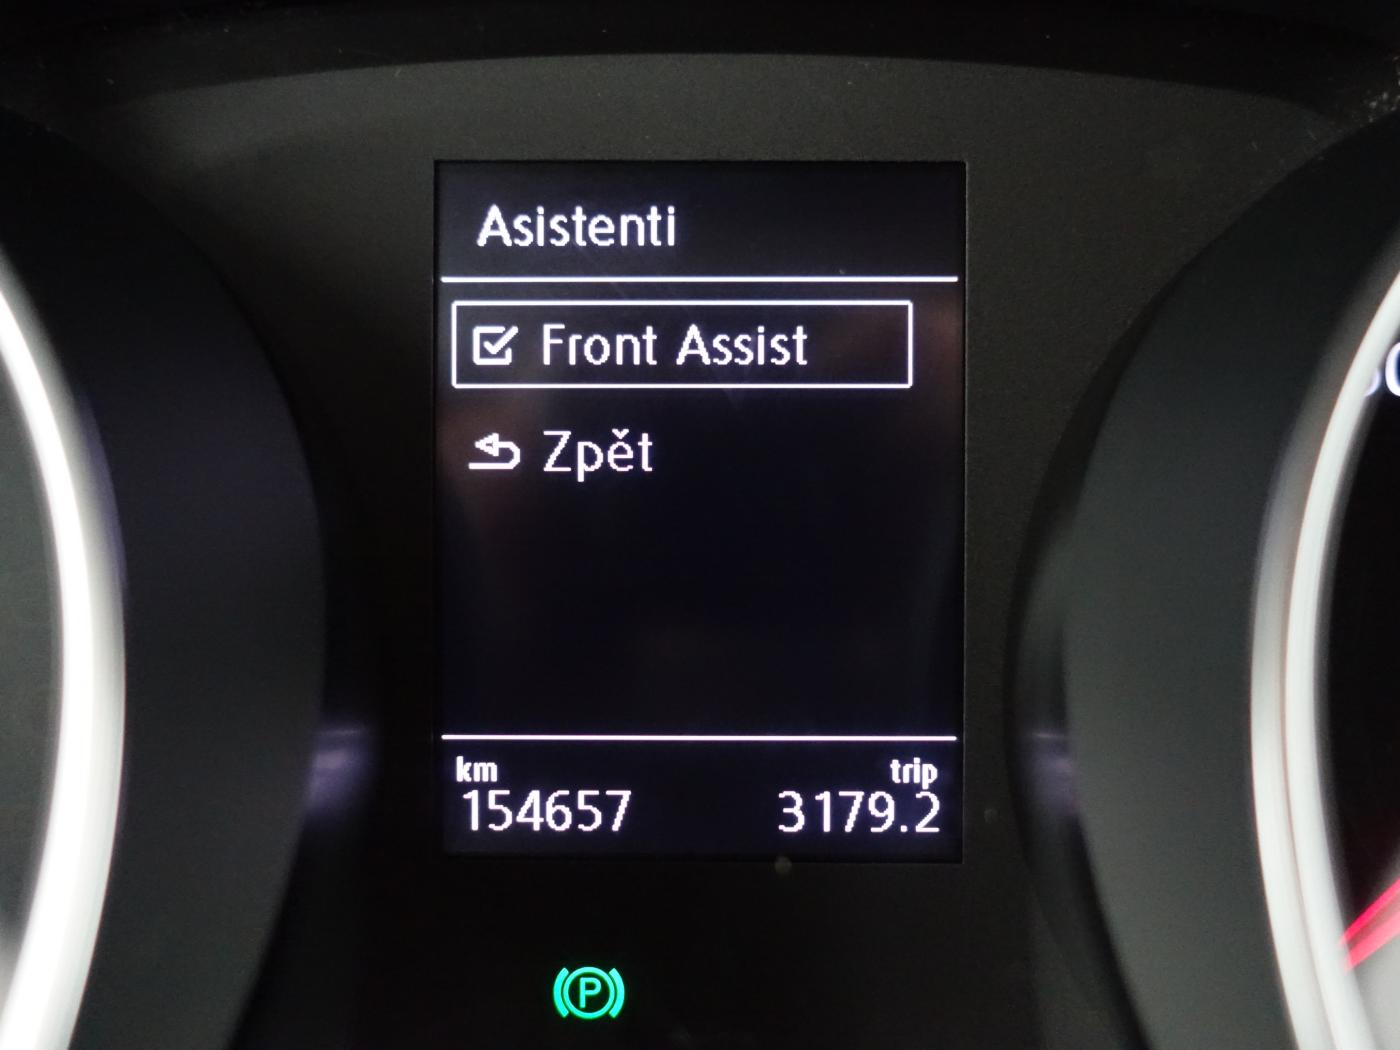 Asistenti
Front Assist
Zpět
km trip
154657 3179.2
P